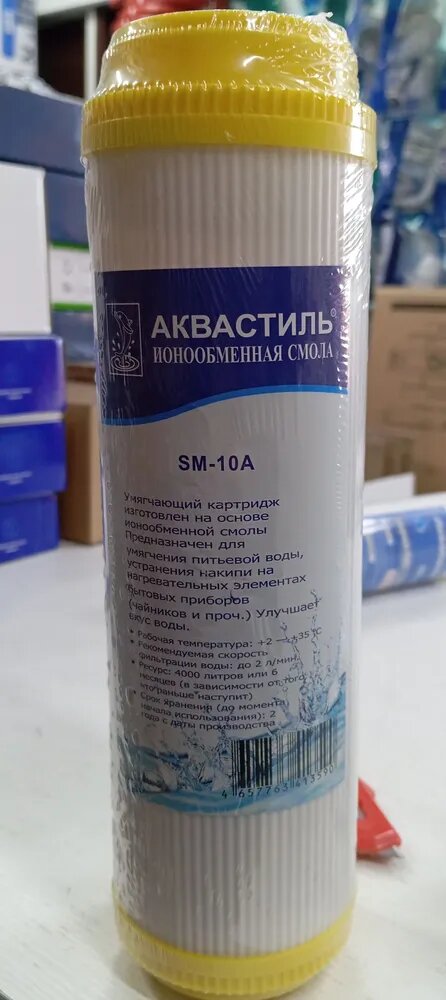 АКВАСТИЛЬ®
ИОНООБМЕННАЯ СМОЛА
SM-10A
Умягчающий картридж
изготовлен на основе
ионообменной смолы
Предназначен для
умягчения питьевой воды,
устранения накипи на
нагревательных элементах
бытовых приборов
(чайников и проч.) Улучшает
вкус воды.
• Рабочая температура: +2 — +35°C
• Рекомендуемая скорость
фильтрации воды: до 2 л/мин.
• Ресурс: 4000 литров или 6
месяцев (в зависимости от того
что раньше наступит)
• Срок хранения (до момента
начала использования): 2
года с даты производства
4 657763 413590